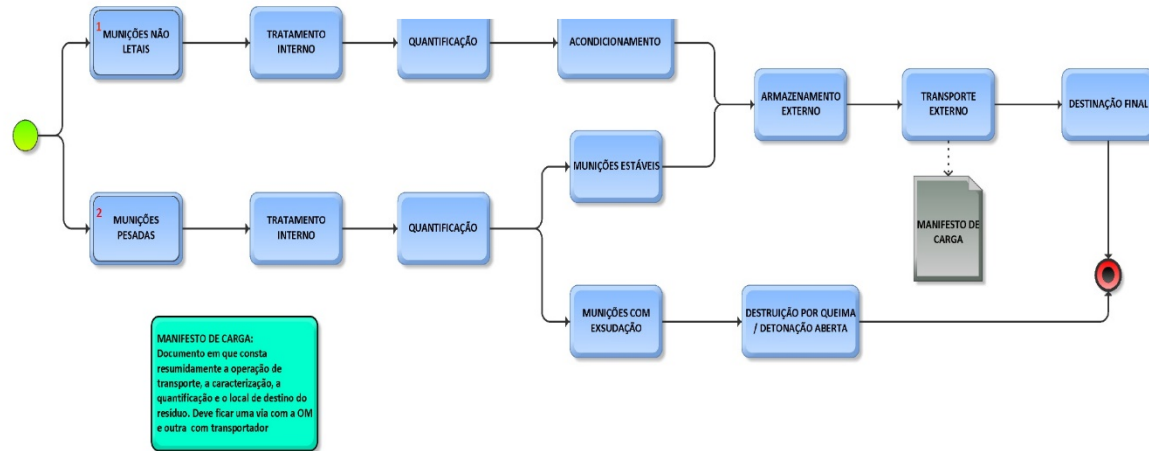 1 MUNIÇÕES NÃO
LETAIS
TRATAMENTO
INTERNO
QUANTIFICAÇÃO
ACONDICIONAMENTO
ARMAZENAMENTO
EXTERNO
TRANSPORTE
EXTERNO
DESTINAÇÃO FINAL
MUNIÇÕES ESTÁVEIS
2 MUNIÇÕES
PESADAS
TRATAMENTO
INTERNO
QUANTIFICAÇÃO
MANIFESTO DE
CARGA
MUNIÇÕES COM
EXSUDAÇÃO
DESTRUIÇÃO POR QUEIMA
/ DETONAÇÃO ABERTA
MANIFESTO DE CARGA:
Documento em que consta
resumidamente a operação de
transporte, a caracterização, a
quantificação e o local de destino do
resíduo. Deve ficar uma via com a OM
e outra com transportador